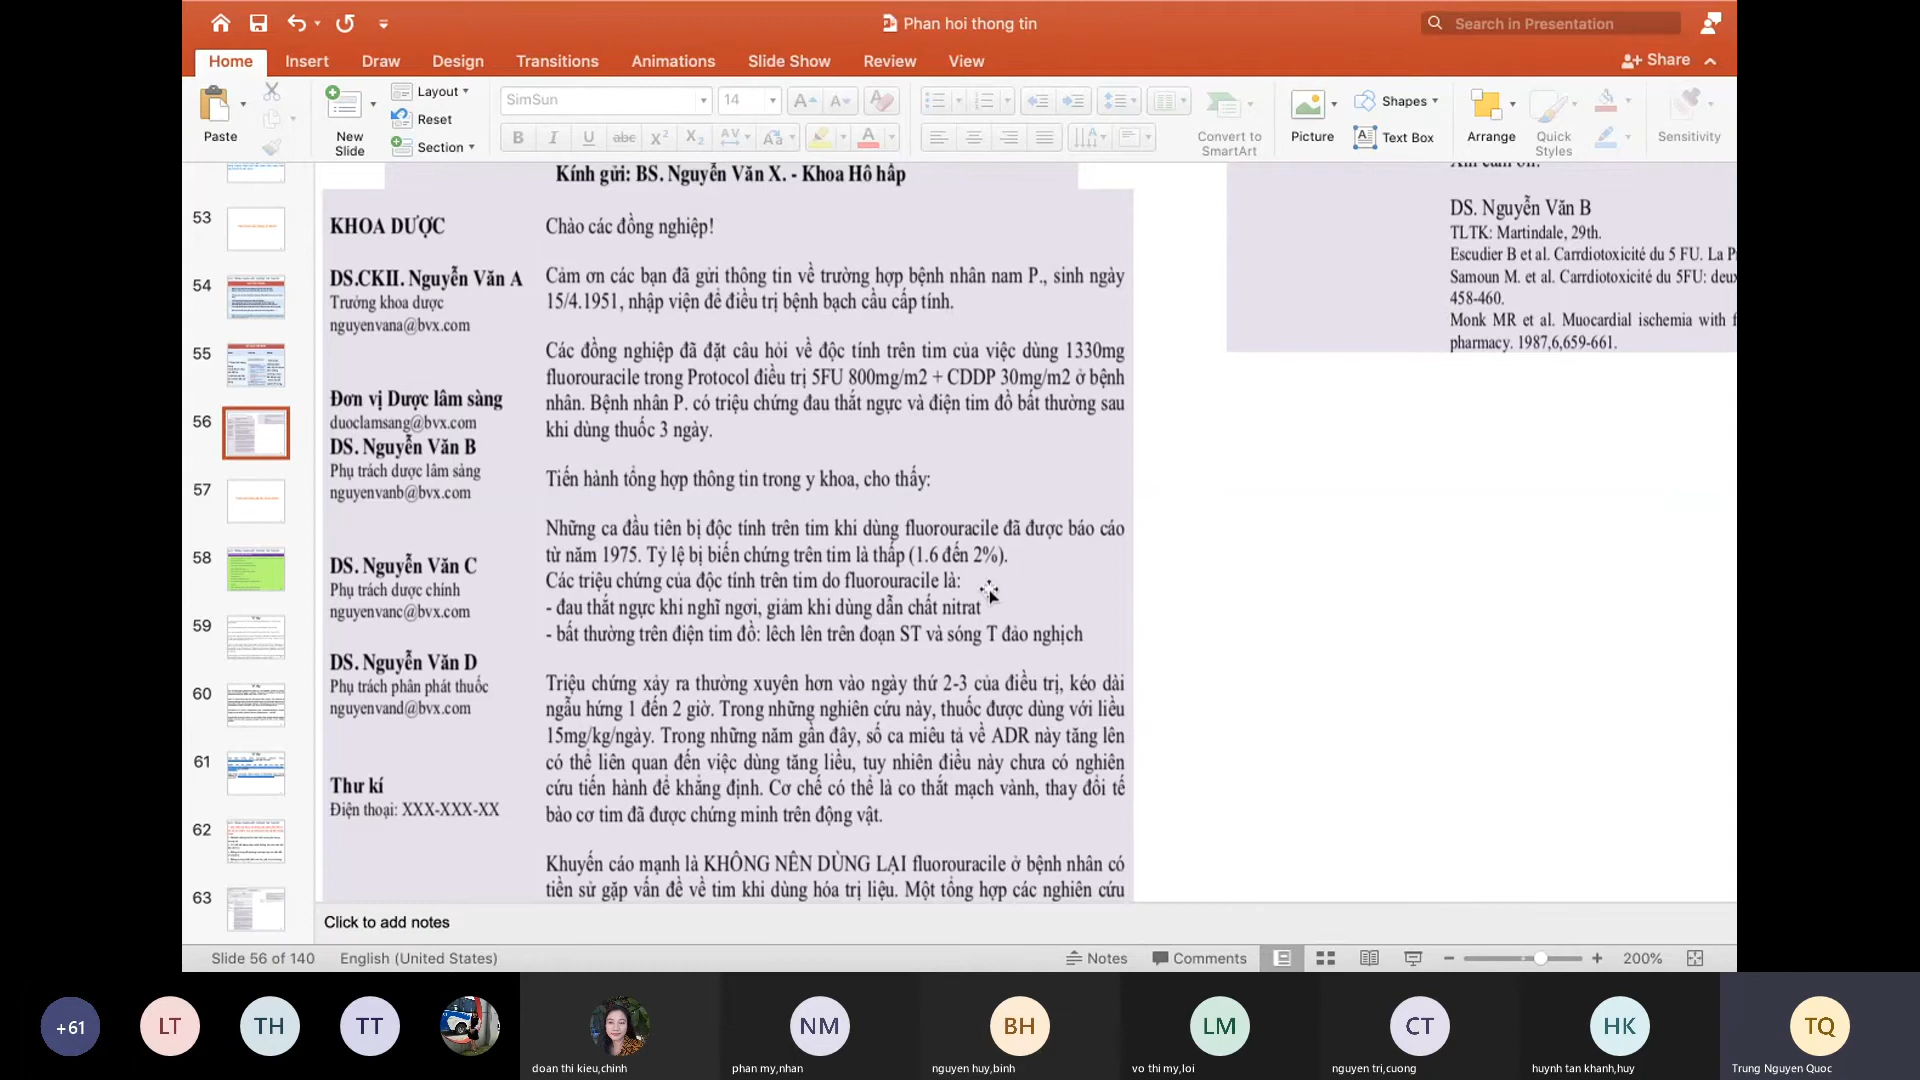 Phan hoi thong tin
Search in Presentation
Home
Insert
Draw
Design
Transitions
Animations
Slide Show
Review
View
Share
Paste
New
Slide
Layout
Reset
Section
SimSun
14
Convert to
SmartArt
Picture
Shapes
Text Box
Arrange
Quick
Styles
Sensitivity
53
54
55
56
57
58
59
60
61
62
63
Kính gửi: BS. Nguyễn Văn X. - Khoa Hô hấp
KHOA DƯỢC
DS.CKII. Nguyễn Văn A
Trưởng khoa dược
nguyenvana@bvx.com
Đơn vị Dược lâm sàng
duoclamsang@bvx.com
DS. Nguyễn Văn B
Phụ trách dược lâm sàng
nguyenvanb@bvx.com
DS. Nguyễn Văn C
Phụ trách dược chính
nguyenvanc@bvx.com
DS. Nguyễn Văn D
Phụ trách phân phát thuốc
nguyenvand@bvx.com
Thư kí
Điện thoại: XXX-XXX-XX
Chào các đồng nghiệp!
Cảm ơn các bạn đã gửi thông tin về trường hợp bệnh nhân nam P., sinh ngày
15/4.1951, nhập viện để điều trị bệnh bạch cầu cấp tính.
Các đồng nghiệp đã đặt câu hỏi về độc tính trên tim của việc dùng 1330mg
fluorouracile trong Protocol điều trị 5FU 800mg/m2 + CDDP 30mg/m2 ở bệnh
nhân. Bệnh nhân P. có triệu chứng đau thắt ngực và điện tim đồ bất thường sau
khi dùng thuốc 3 ngày.
Tiến hành tổng hợp thông tin trong y khoa, cho thấy:
Những ca đầu tiên bị độc tính trên tim khi dùng fluorouracile đã được báo cáo
từ năm 1975. Tỷ lệ bị biến chứng trên tim là thấp (1.6 đến 2%).
Các triệu chứng của độc tính trên tim do fluorouracile là:
- đau thắt ngực khi nghĩ ngơi, giảm khi dùng dẫn chất nitrat
- bất thường trên điện tim đồ: lêch lên trên đoạn ST và sóng T đảo nghịch
Triệu chứng xảy ra thường xuyên hơn vào ngày thứ 2-3 của điều trị, kéo dài
ngẫu hứng 1 đến 2 giờ. Trong những nghiên cứu này, thuốc được dùng với liều
15mg/kg/ngày. Trong những năm gần đây, số ca miêu tả về ADR này tăng lên
có thể liên quan đến việc dùng tăng liều, tuy nhiên điều này chưa có nghiên
cứu tiến hành để khẳng định. Cơ chế có thể là co thắt mạch vành, thay đổi tế
bào cơ tim đã được chứng minh trên động vật.
Khuyến cáo mạnh là KHÔNG NÊN DÙNG LẠI fluorouracile ở bệnh nhân có
tiền sử gặp vấn đề về tim khi dùng hóa trị liệu. Một tổng hợp các nghiên cứu
DS. Nguyễn Văn B
TLTK: Martindale, 29th.
Escudier B et al. Carrdiotoxicité du 5 FU. La P
Samoun M. et al. Carrdiotoxicité du 5FU: deux
458-460.
Monk MR et al. Muocardial ischemia with f
pharmacy. 1987,6,659-661.
Click to add notes
Slide 56 of 140
English (United States)
Notes
Comments
200%
+61
LT
TH
TT
NM
BH
LM
CT
HK
TQ
doan thi kieu,chinh
phan my,nhan
nguyen huy,binh
vo thi my,loi
nguyen tri,cuong
huynh tan khanh,huy
Trung Nguyen Quoc